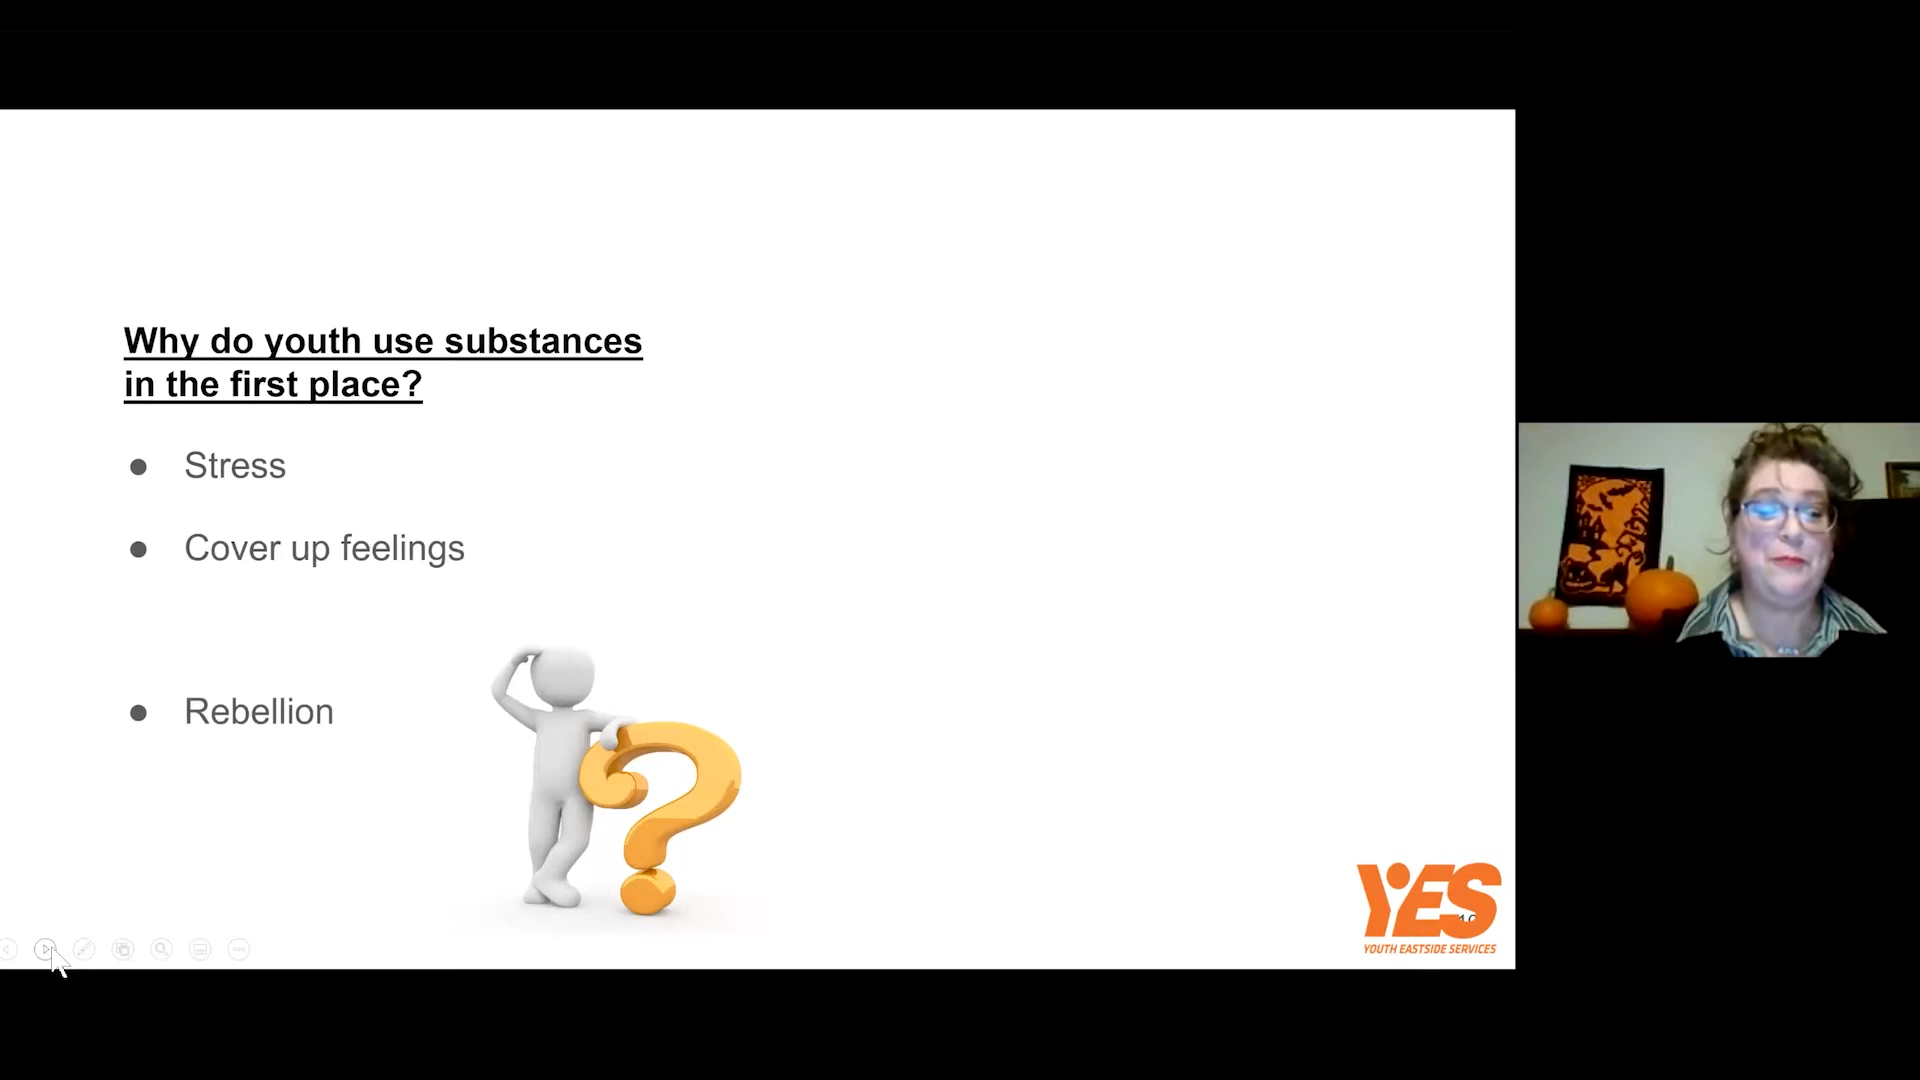 Why do youth use substances
in the first place?
● Stress
● Cover up feelings
● Rebellion
YES
YOUTH EASTSIDE SERVICES